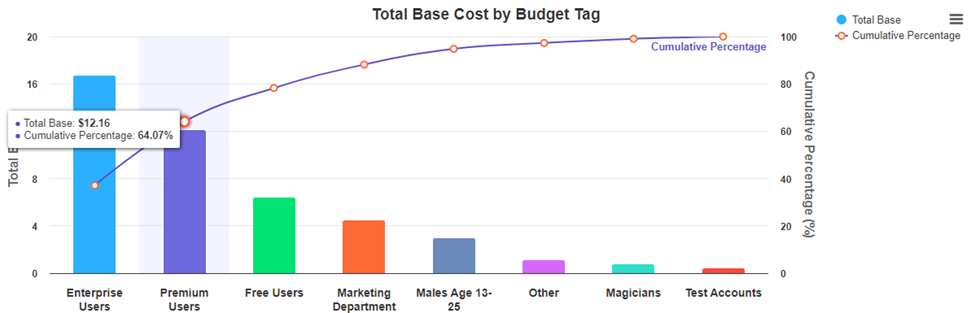 Total Base Cost by Budget Tag
Total Base
Cumulative Percentage
20
16
8
4
0
100
80
60
40
20
0
Cumulative Percentage
Cumulative Percentage (%)
• Total Base: $12.16
• Cumulative Percentage: 64.07%
Enterprise
Users
Premium
Users
Free Users
Marketing
Department
Males Age 13-
25
Other
Magicians
Test Accounts